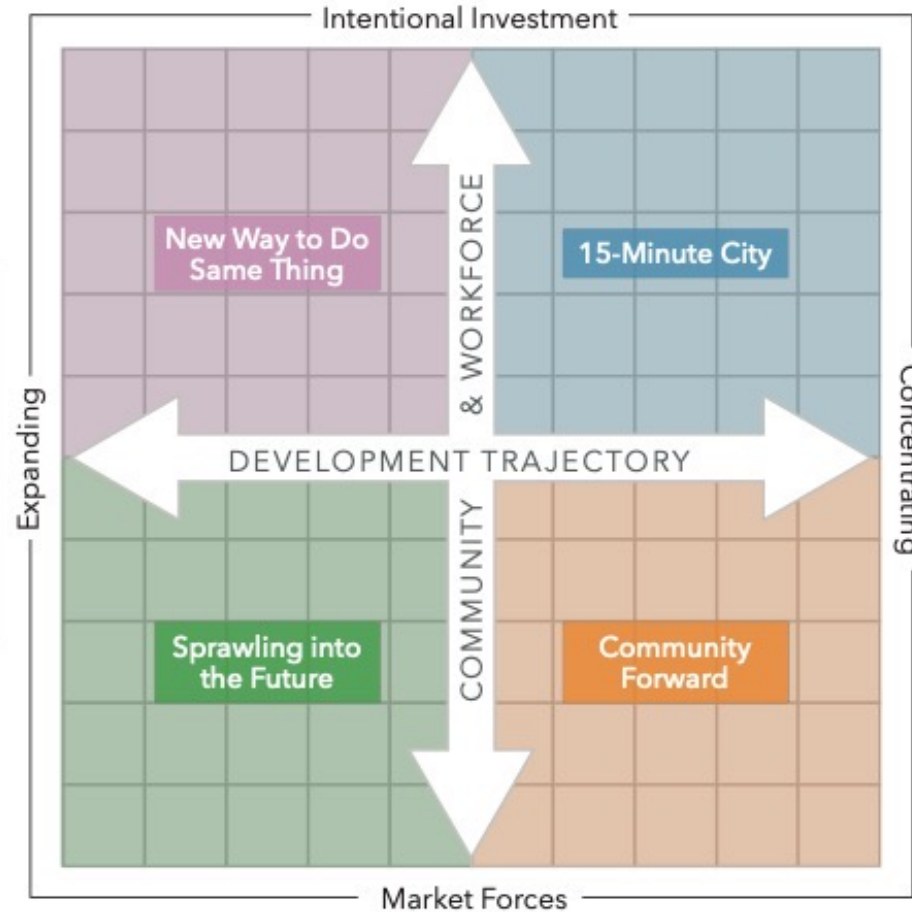 Intentional Investment
New Way to Do
Same Thing
15-Minute City
& WORKFORCE
Expanding
DEVELOPMENT TRAJECTORY
Concentrating
COMMUNITY
Sprawling into
the Future
Community
Forward
Market Forces